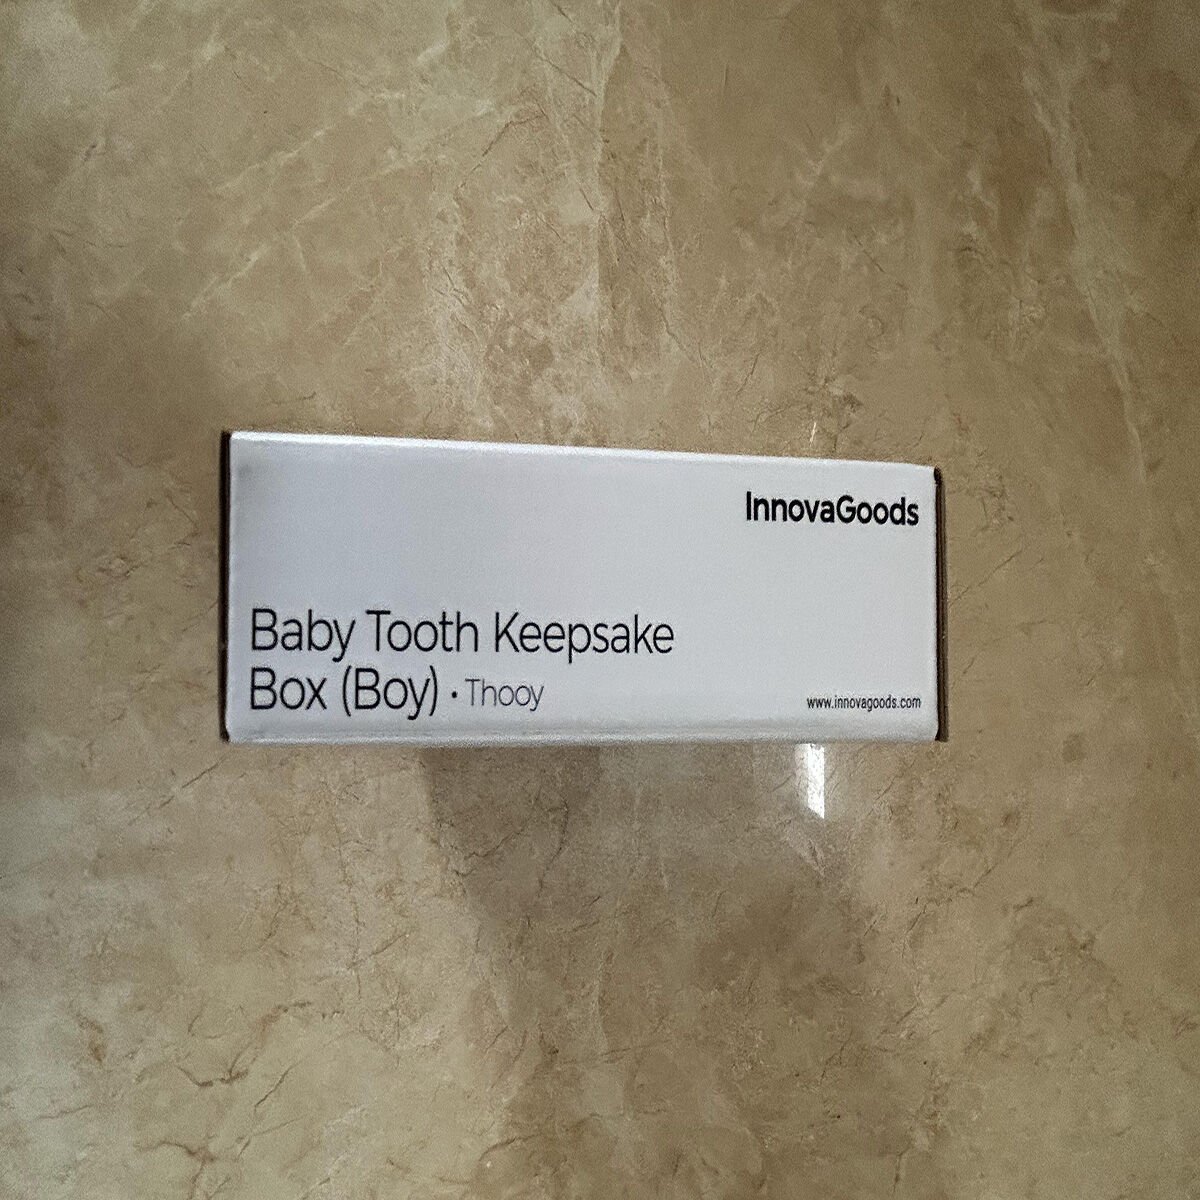 InnovaGoods
Baby Tooth Keepsake
Box (Boy) · Thooy
www.innovagoods.com